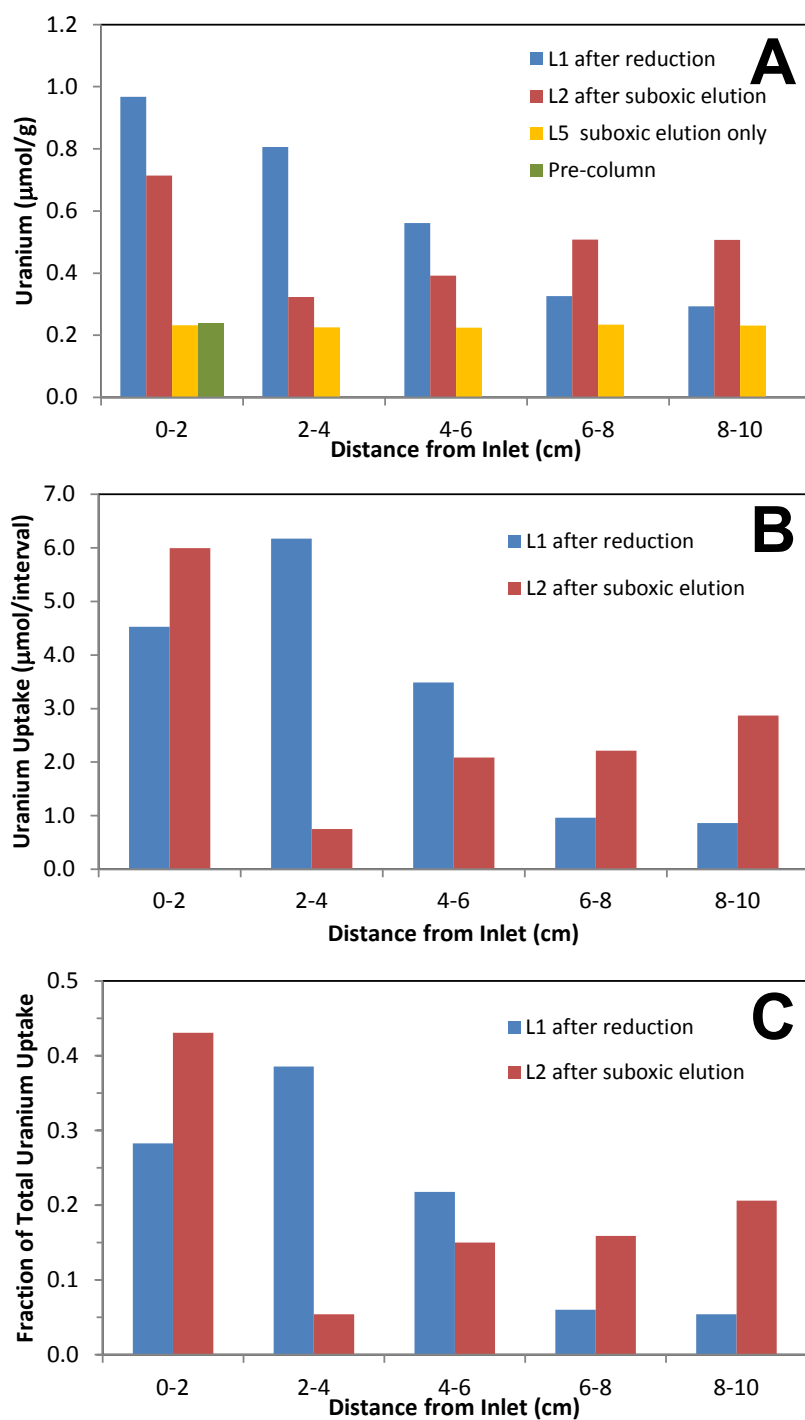 A
1.2
1.0
0.8
0.6
0.4
0.2
0.0
Uranium (μmol/g)
L1 after reduction
L2 after suboxic elution
L5 suboxic elution only
Pre-column
0-2
2-4
4-6
6-8
8-10
Distance from Inlet (cm)
B
7.0
6.0
5.0
4.0
3.0
2.0
1.0
0.0
Uranium Uptake (μmol/interval)
L1 after reduction
L2 after suboxic elution
0-2
2-4
4-6
6-8
8-10
Distance from Inlet (cm)
C
0.5
0.4
0.3
0.2
0.1
0.0
Fraction of Total Uranium Uptake
L1 after reduction
L2 after suboxic elution
0-2
2-4
4-6
6-8
8-10
Distance from Inlet (cm)